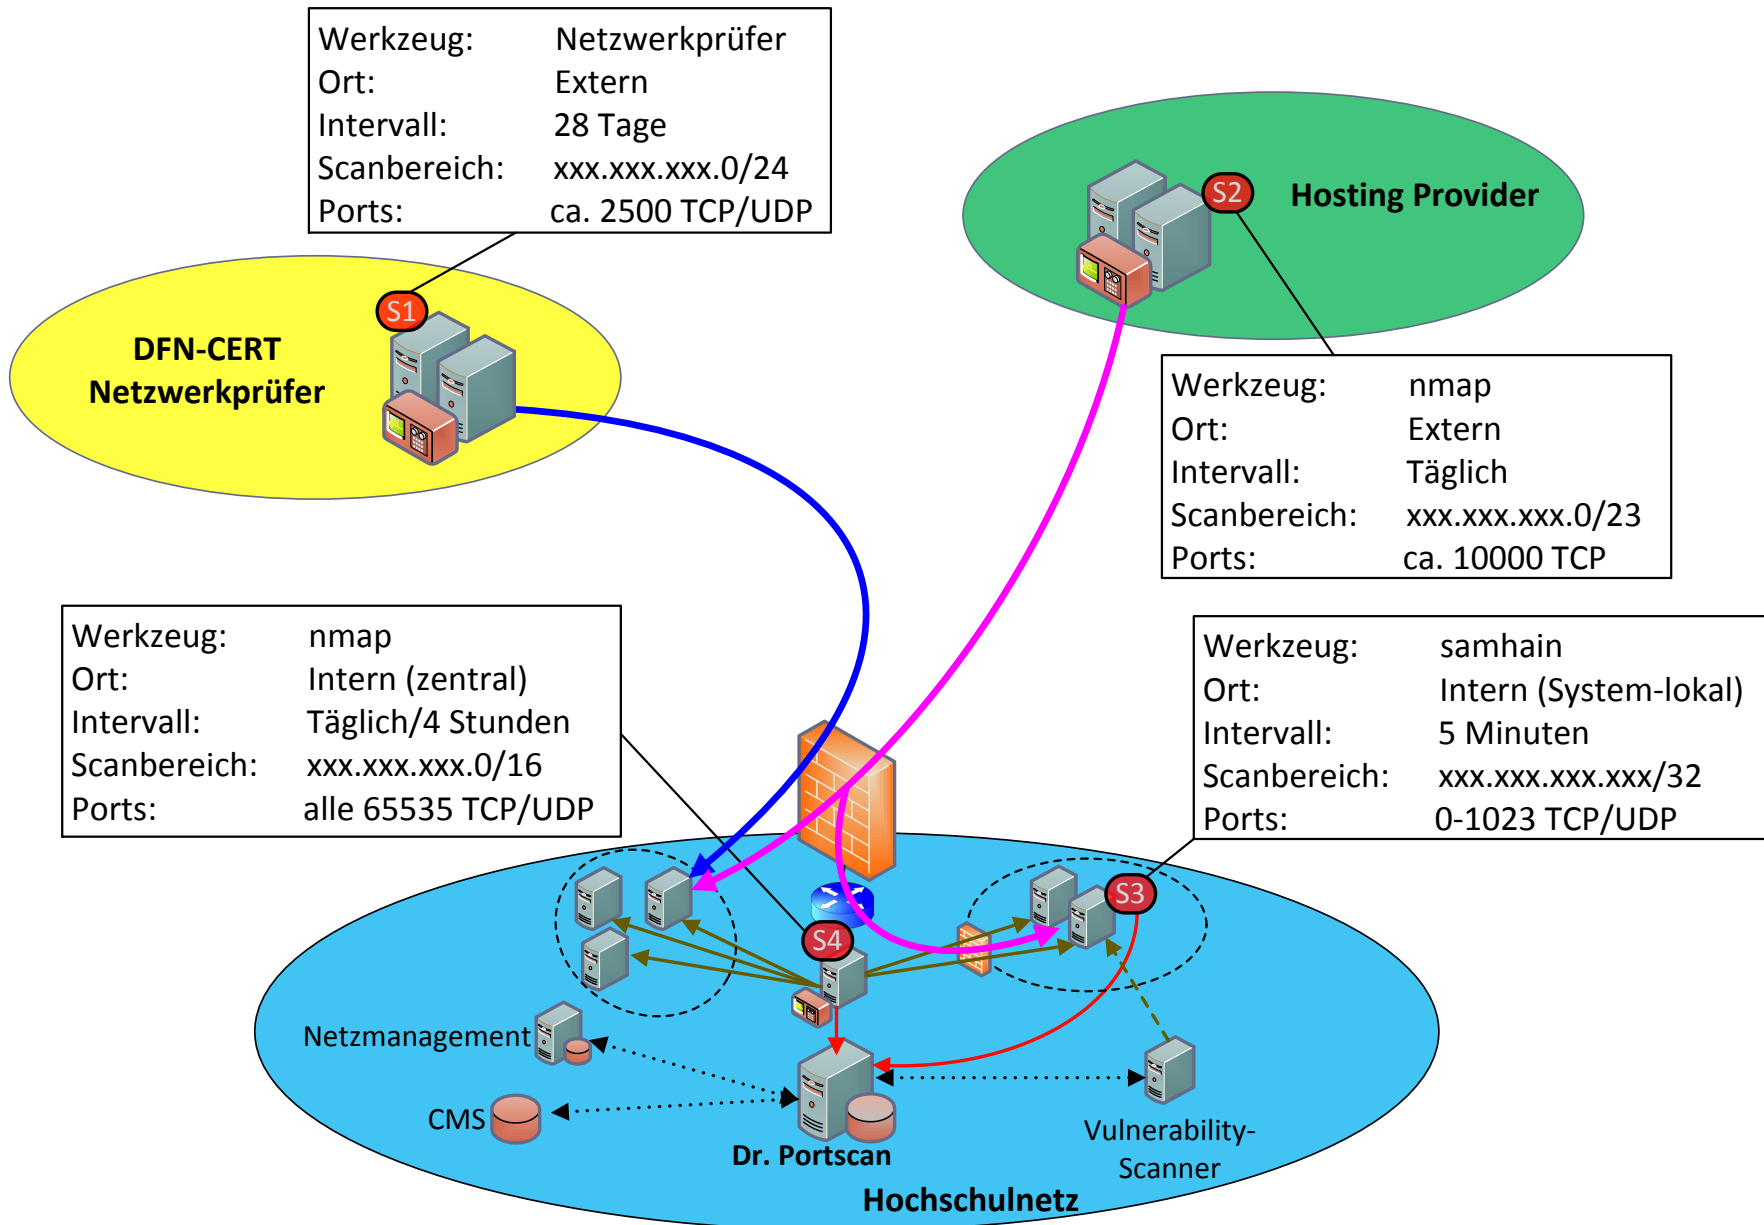 Werkzeug: Netzwerkprüfer
Ort: Extern
Intervall: 28 Tage
Scanbereich: xxx.xxx.xxx.0/24
Ports: ca. 2500 TCP/UDP
S2
Hosting Provider
S1
DFN-CERT
Netzwerkprüfer
Werkzeug: nmap
Ort: Extern
Intervall: Täglich
Scanbereich: xxx.xxx.xxx.0/23
Ports: ca. 10000 TCP
Werkzeug: nmap
Ort: Intern (zentral)
Intervall: Täglich/4 Stunden
Scanbereich: xxx.xxx.xxx.0/16
Ports: alle 65535 TCP/UDP
Werkzeug: samhain
Ort: Intern (System-lokal)
Intervall: 5 Minuten
Scanbereich: xxx.xxx.xxx.xxx/32
Ports: 0-1023 TCP/UDP
S3
S4
Netzmanagement
CMS
Dr. Portscan
Vulnerability-
Scanner
Hochschulnetz